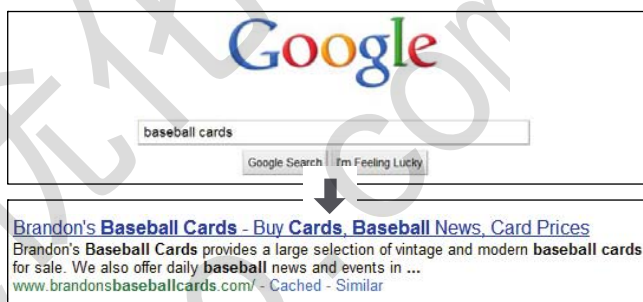 Google
baseball cards
Google Search I'm Feeling Lucky
Brandon's Baseball Cards - Buy Cards, Baseball News, Card Prices
Brandon's Baseball Cards provides a large selection of vintage and modern baseball cards
for sale. We also offer daily baseball news and events in ...
www.brandonsbaseballcards.com/ - Cached - Similar